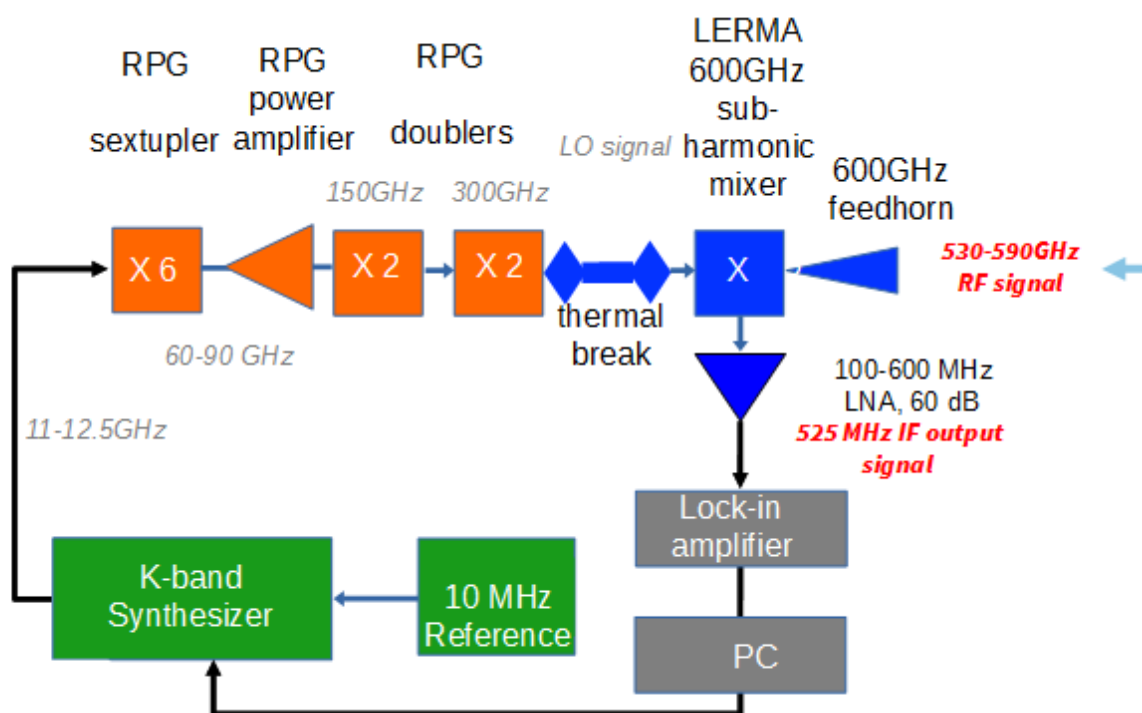 RPG
sextupler
RPG
power
amplifier
RPG
doublers
LO signal
LERMA
600GHz
sub-
harmonic
mixer
600GHz
feedhorn
150GHz
300GHz
X 6
X 2
X 2
X
530-590GHz
RF signal
thermal
break
60-90 GHz
11-12.5GHz
100-600 MHz
LNA, 60 dB
525 MHz IF output
signal
Lock-in
amplifier
K-band
Synthesizer
10 MHz
Reference
PC